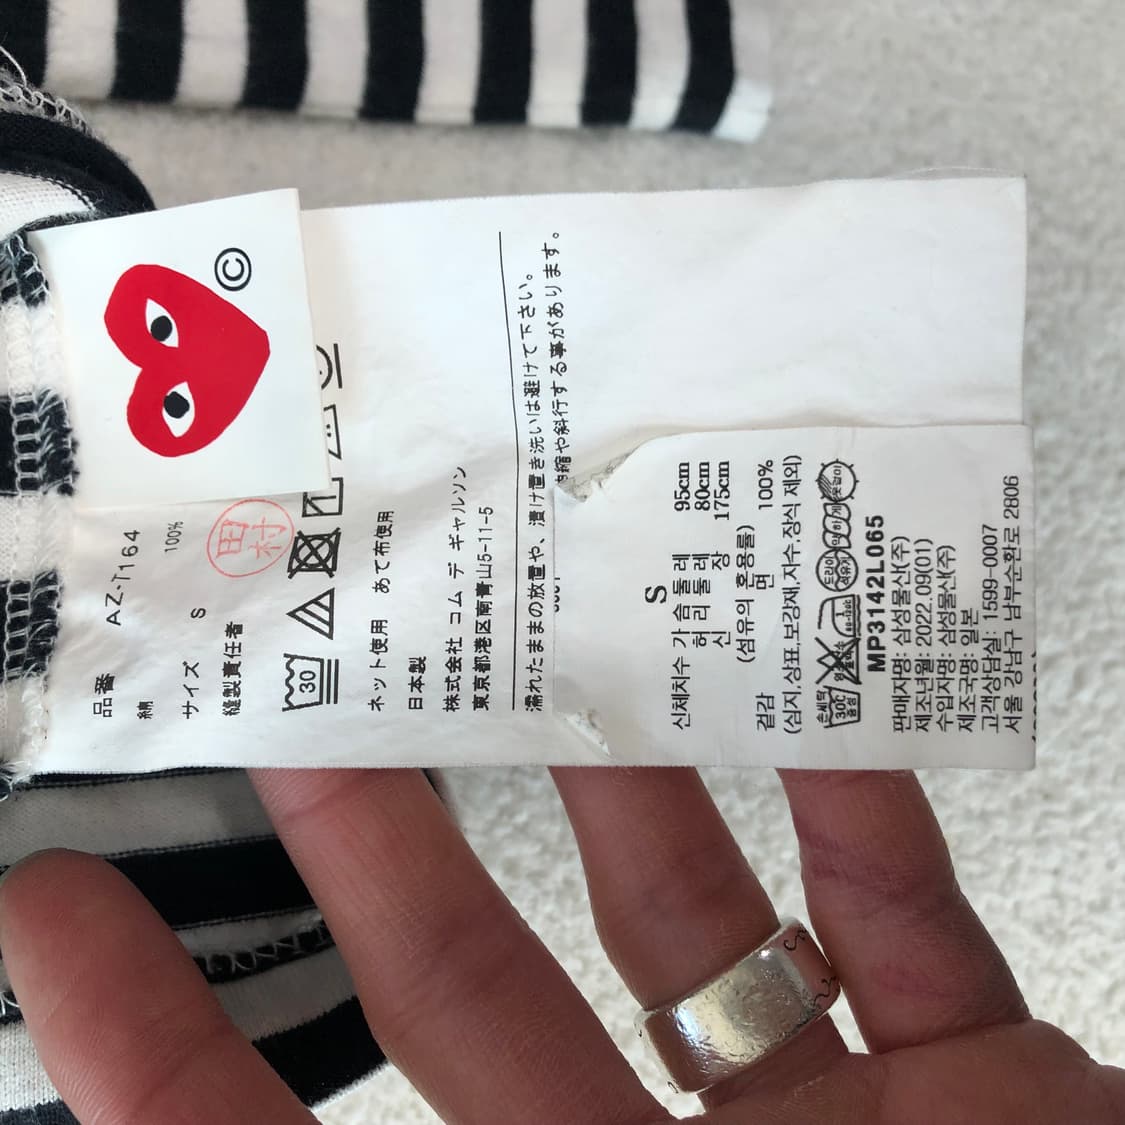 ©
品番 AZ-T164
綿 100%
サイズ S
縫製責任者 田村
30
ネット使用 あて布使用
日本製
株式会社 コム デ ギャルソン
東京都港区南青山5-11-5
濡れたままの放置や、漬け置き洗いは避けて下さい。
縮や斜行する事があります。
S
신체치수 가슴둘레 95cm
허리둘레 80cm
신장 175cm
(섬유의 혼용률)
겉감 면 100%
(심지,상표,보강재,자수,장식 제외)
손세탁 30℃ 중성
MP3142L065
판매자명: 삼성물산(주)
제조년월: 2022.09(01)
수입자명: 삼성물산(주)
제조국명: 일본
고객상담실: 1599-0007
서울 강남구 남부순환로 2806